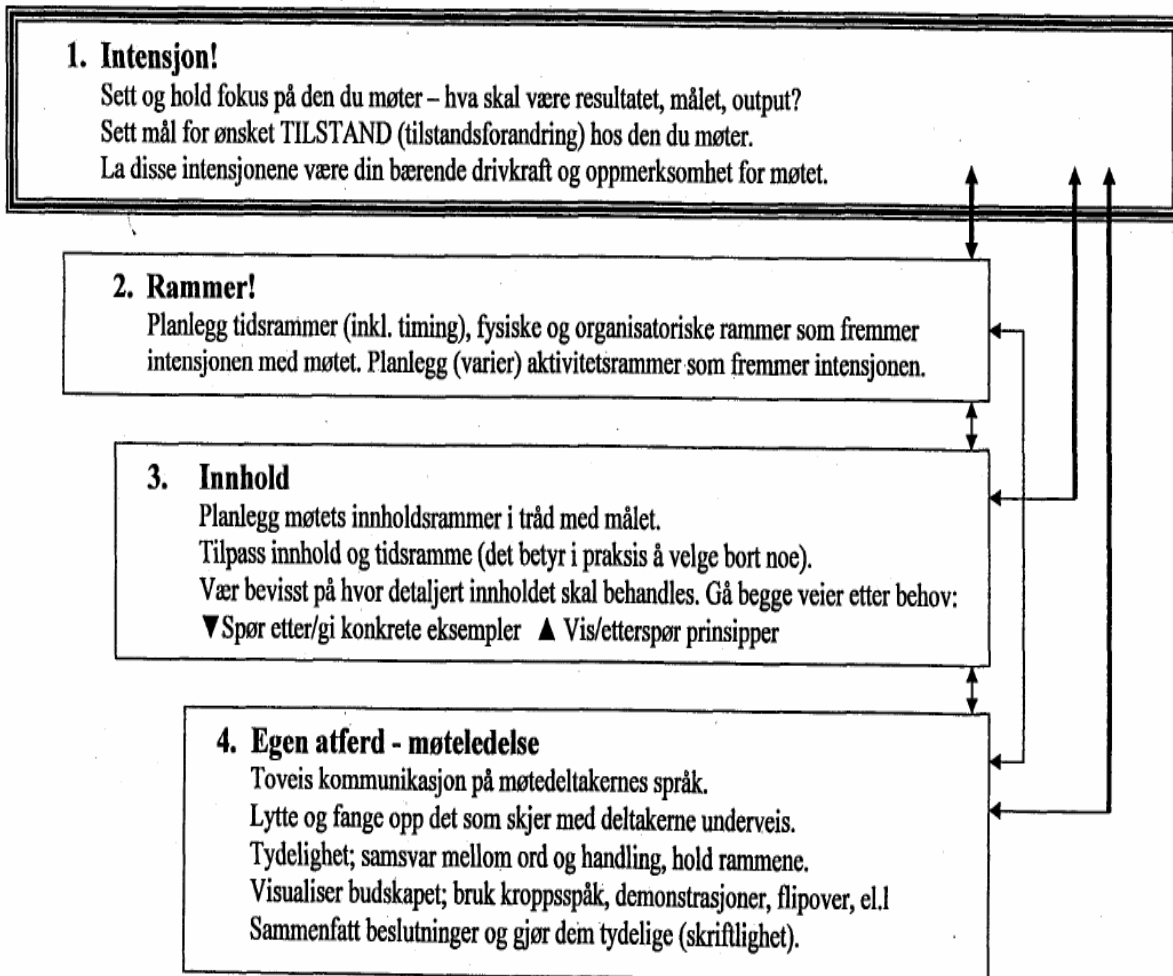 1. Intensjon!
Sett og hold fokus på den du møter – hva skal være resultatet, målet, output?
Sett mål for ønsket TILSTAND (tilstandsforandring) hos den du møter.
La disse intensjonene være din bærende drivkraft og oppmerksomhet for møtet.
2. Rammer!
Planlegg tidsrammer (inkl. timing), fysiske og organisatoriske rammer som fremmer
intensjonen med møtet. Planlegg (varier) aktivitetsrammer som fremmer intensjonen.
3. Innhold
Planlegg møtets innholdsrammer i tråd med målet.
Tilpass innhold og tidsramme (det betyr i praksis å velge bort noe).
Vær bevisst på hvor detaljert innholdet skal behandles. Gå begge veier etter behov:
▼Spør etter/gi konkrete eksempler ▲ Vis/etterspør prinsipper
4. Egen atferd - møteledelse
Toveis kommunikasjon på møtedeltakernes språk.
Lytte og fange opp det som skjer med deltakerne underveis.
Tydelighet; samsvar mellom ord og handling, hold rammene.
Visualiser budskapet; bruk kroppsspåk, demonstrasjoner, flipover, el.l
Sammenfatt beslutninger og gjør dem tydelige (skriftlighet).